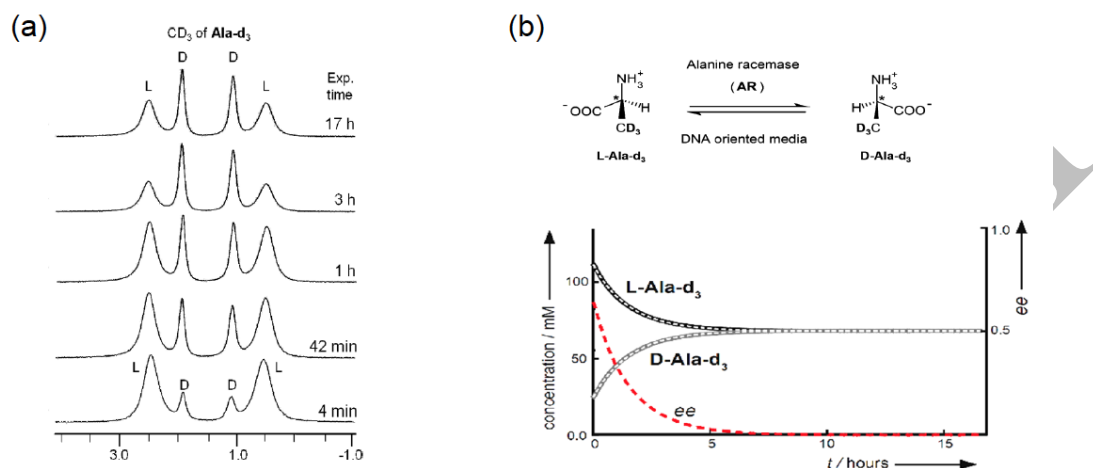 (a)
CD₃ of Ala-d₃
L D D L
Exp.
time
17 h
3 h
1 h
42 min
L D D L
4 min
3.0 1.0 -1.0
(b)
NH₃⁺ Alanine racemase NH₃⁺
(AR)
⁻OOC * H H * COO⁻
CD₃ DNA oriented media D₃C
L-Ala-d₃ D-Ala-d₃
1.0
100
L-Ala-d₃
concentration / mM
ee
50
0.5
D-Ala-d₃
ee
0.0
0 5 10 15
t / hours